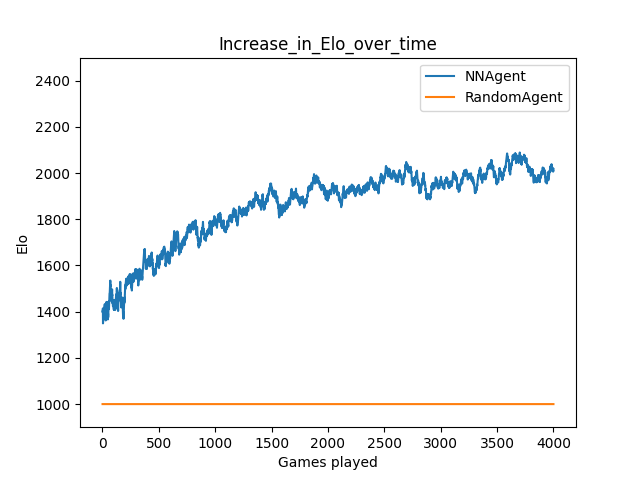 Increase_in_Elo_over_time
NNAgent
RandomAgent
2400
2200
2000
1800
1600
1400
1200
1000
Elo
0 500 1000 1500 2000 2500 3000 3500 4000
Games played